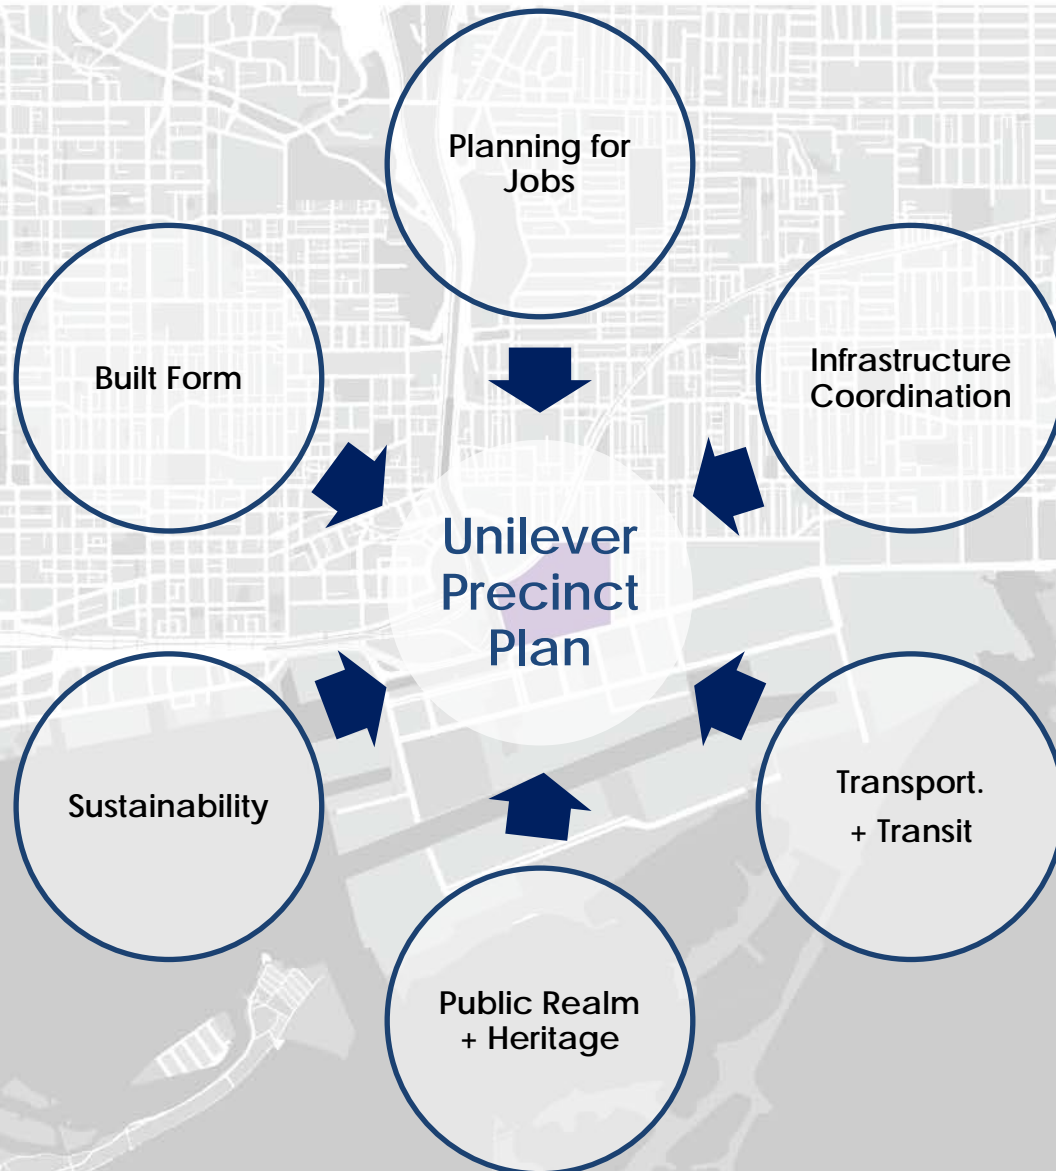 Planning for
Jobs
Built Form
Infrastructure
Coordination
Unilever
Precinct
Plan
Sustainability
Transport.
+ Transit
Public Realm
+ Heritage